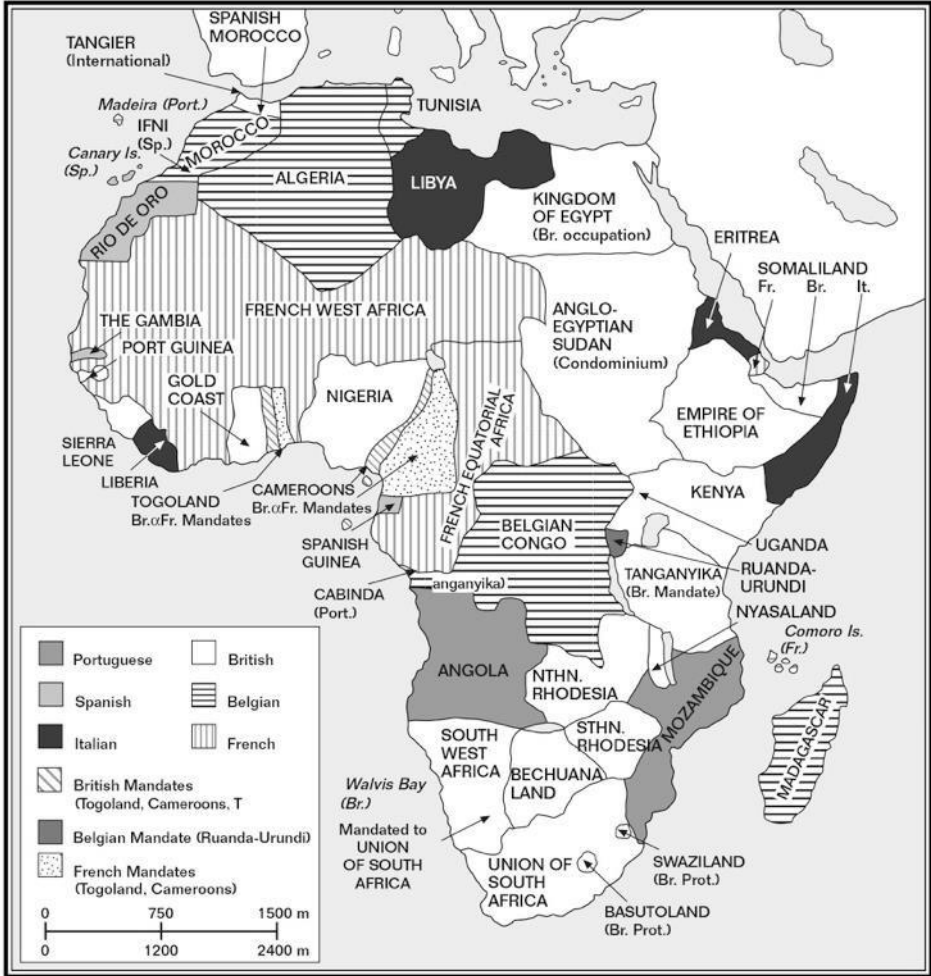 SPANISH
MOROCCO
TANGIER
(International)
Madeira (Port.)
IFNI
(Sp.)
Canary Is.
(Sp.)
MOROCCO
TUNISIA
ALGERIA
LIBYA
KINGDOM
OF EGYPT
(Br. occupation)
RIO DE ORO
ERITREA
SOMALILAND
Fr. Br. It.
FRENCH WEST AFRICA
ANGLO-
EGYPTIAN
SUDAN
(Condominium)
THE GAMBIA
PORT GUINEA
GOLD
COAST
NIGERIA
EMPIRE OF
ETHIOPIA
SIERRA
LEONE
LIBERIA
TOGOLAND
Br.αFr. Mandates
CAMEROONS
Br.αFr. Mandates
FRENCH EQUATORIAL
AFRICA
KENYA
SPANISH
GUINEA
BELGIAN
CONGO
UGANDA
RUANDA-
URUNDI
CABINDA
(Port.)
anganyika)
TANGANYIKA
(Br. Mandate)
NYASALAND
Comoro Is.
(Fr.)
ANGOLA
NTHN.
RHODESIA
MOZAMBIQUE
STHN.
RHODESIA
MADAGASCAR
SOUTH
WEST
AFRICA
BECHUANA
LAND
Walvis Bay
(Br.)
Mandated to
UNION
OF SOUTH
AFRICA
UNION OF
SOUTH
AFRICA
SWAZILAND
(Br. Prot.)
BASUTOLAND
(Br. Prot.)
Portuguese
British
Spanish
Belgian
Italian
French
British Mandates
(Togoland, Cameroons, T
Belgian Mandate (Ruanda-Urundi)
French Mandates
(Togoland, Cameroons)
0 750 1500 m
0 1200 2400 m